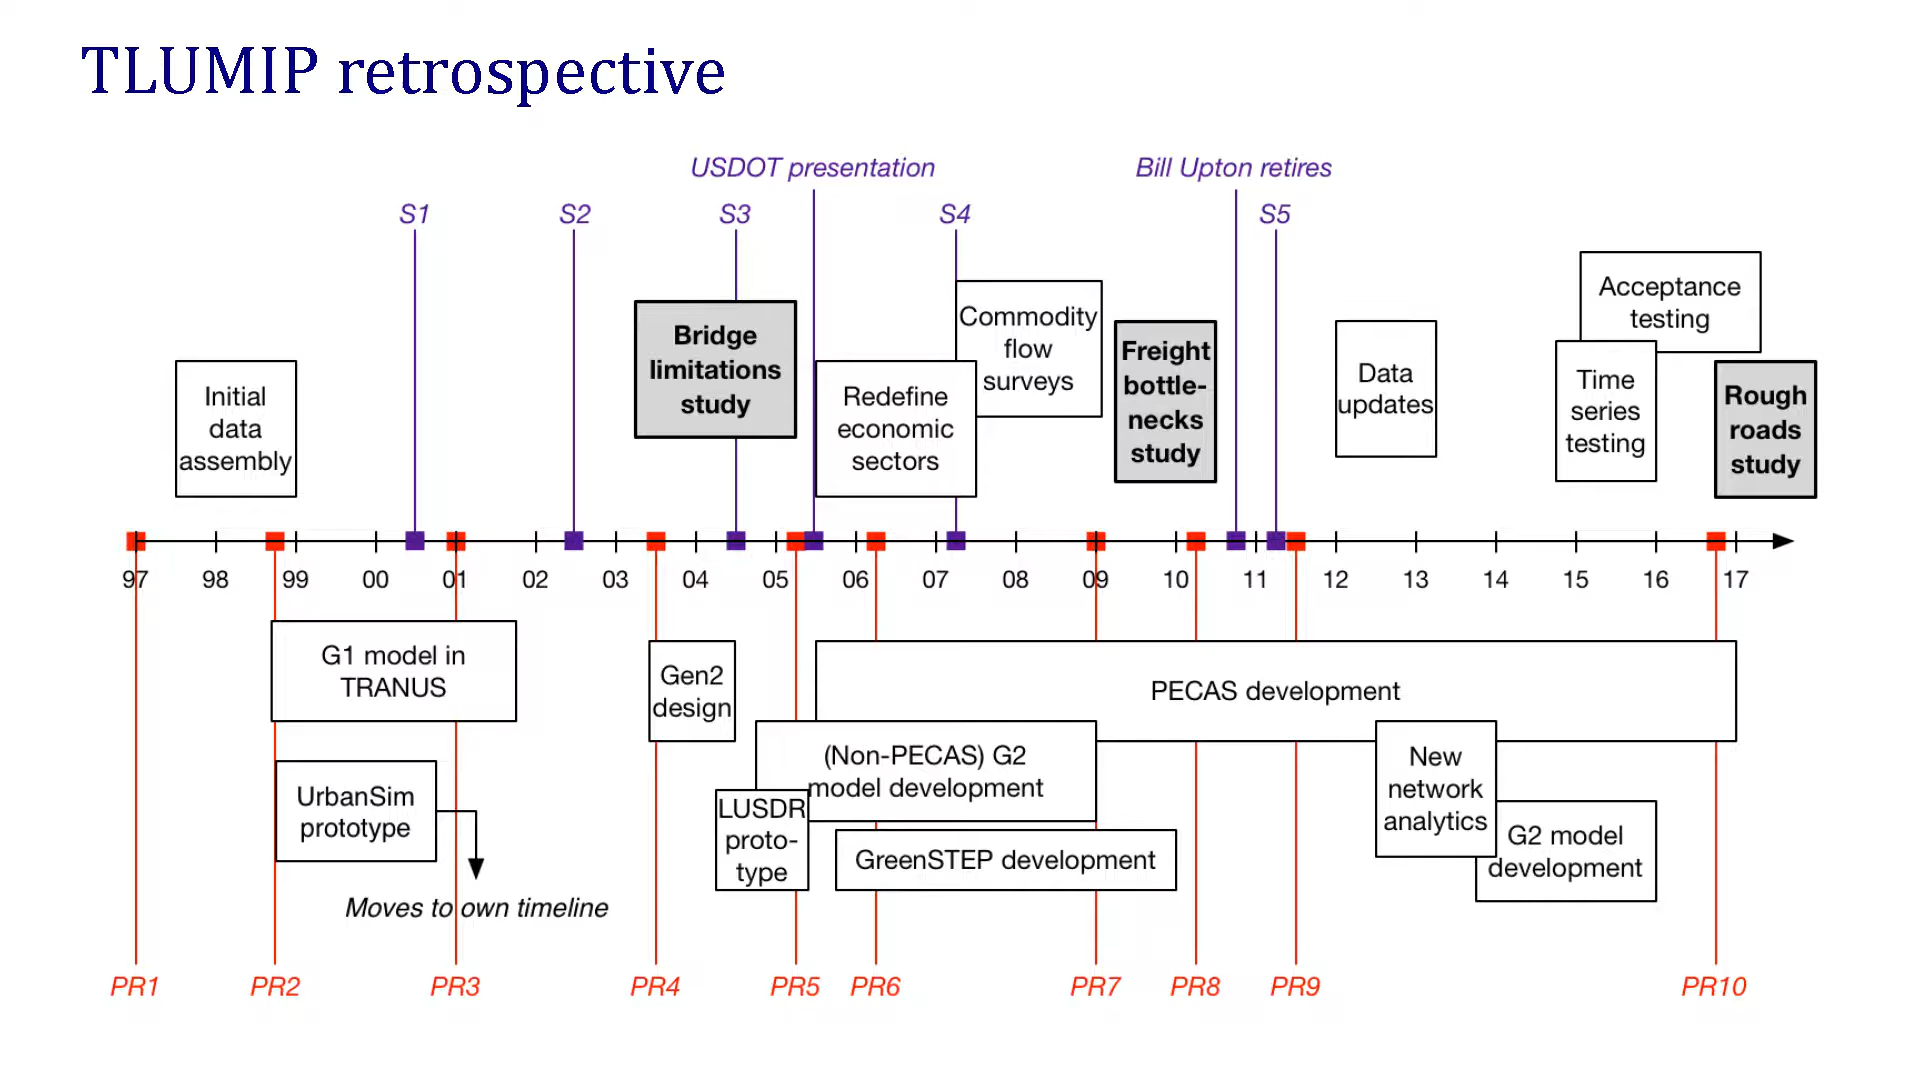 TLUMIP retrospective
USDOT presentation
Bill Upton retires
S1
S2
S3
S4
S5
Initial
data
assembly
Bridge
limitations
study
Redefine
economic
sectors
Commodity
flow
surveys
Freight
bottle-
necks
study
Data
updates
Acceptance
testing
Time
series
testing
Rough
roads
study
97 98 99 00 01 02 03 04 05 06 07 08 09 10 11 12 13 14 15 16 17
G1 model in
TRANUS
UrbanSim
prototype
Moves to own timeline
Gen2
design
PECAS development
(Non-PECAS) G2
model development
LUSDR
proto-
type
GreenSTEP development
New
network
analytics
G2 model
development
PR1
PR2
PR3
PR4
PR5
PR6
PR7
PR8
PR9
PR10